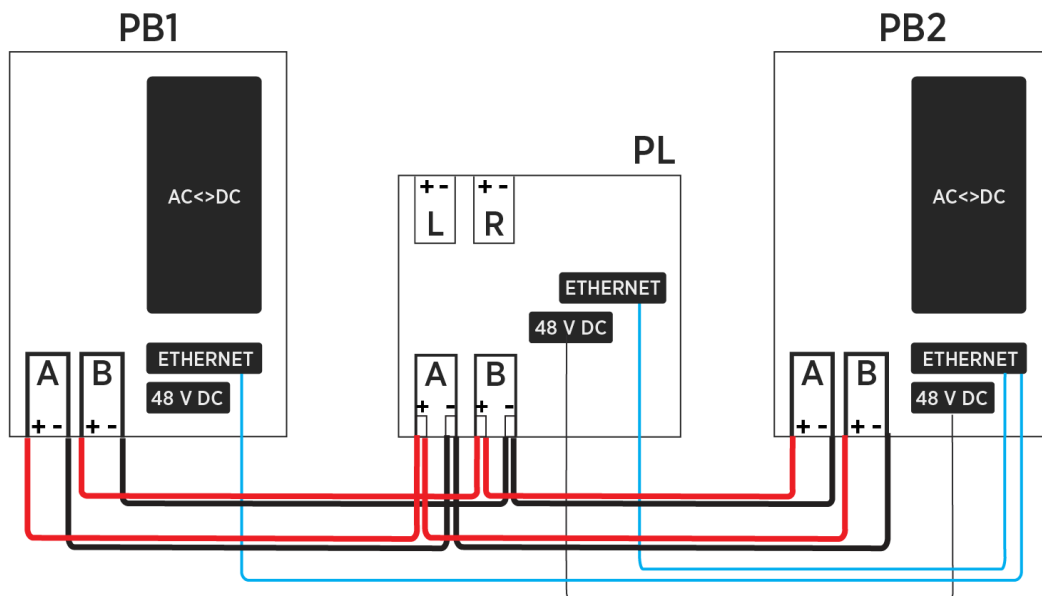 PB1
PB2
AC<>DC
PL
AC<>DC
+ - + -
L R
ETHERNET
48 V DC
A B
ETHERNET
48 V DC
+ - + -
A B
+ - + -
A B
ETHERNET
48 V DC
+ - + -